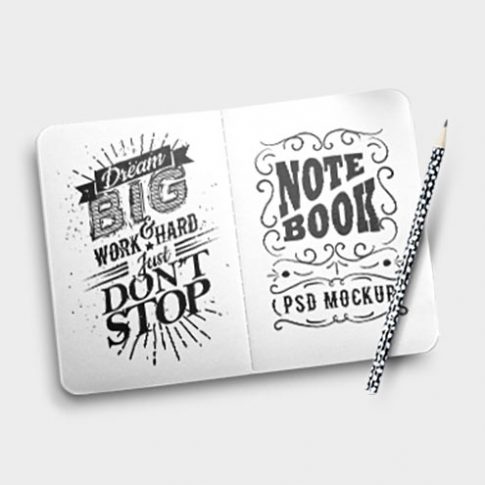 Dream
BIG
&
WORK HARD
Just
DON'T
STOP
NOTE
BOOK
PSD MOCKUP